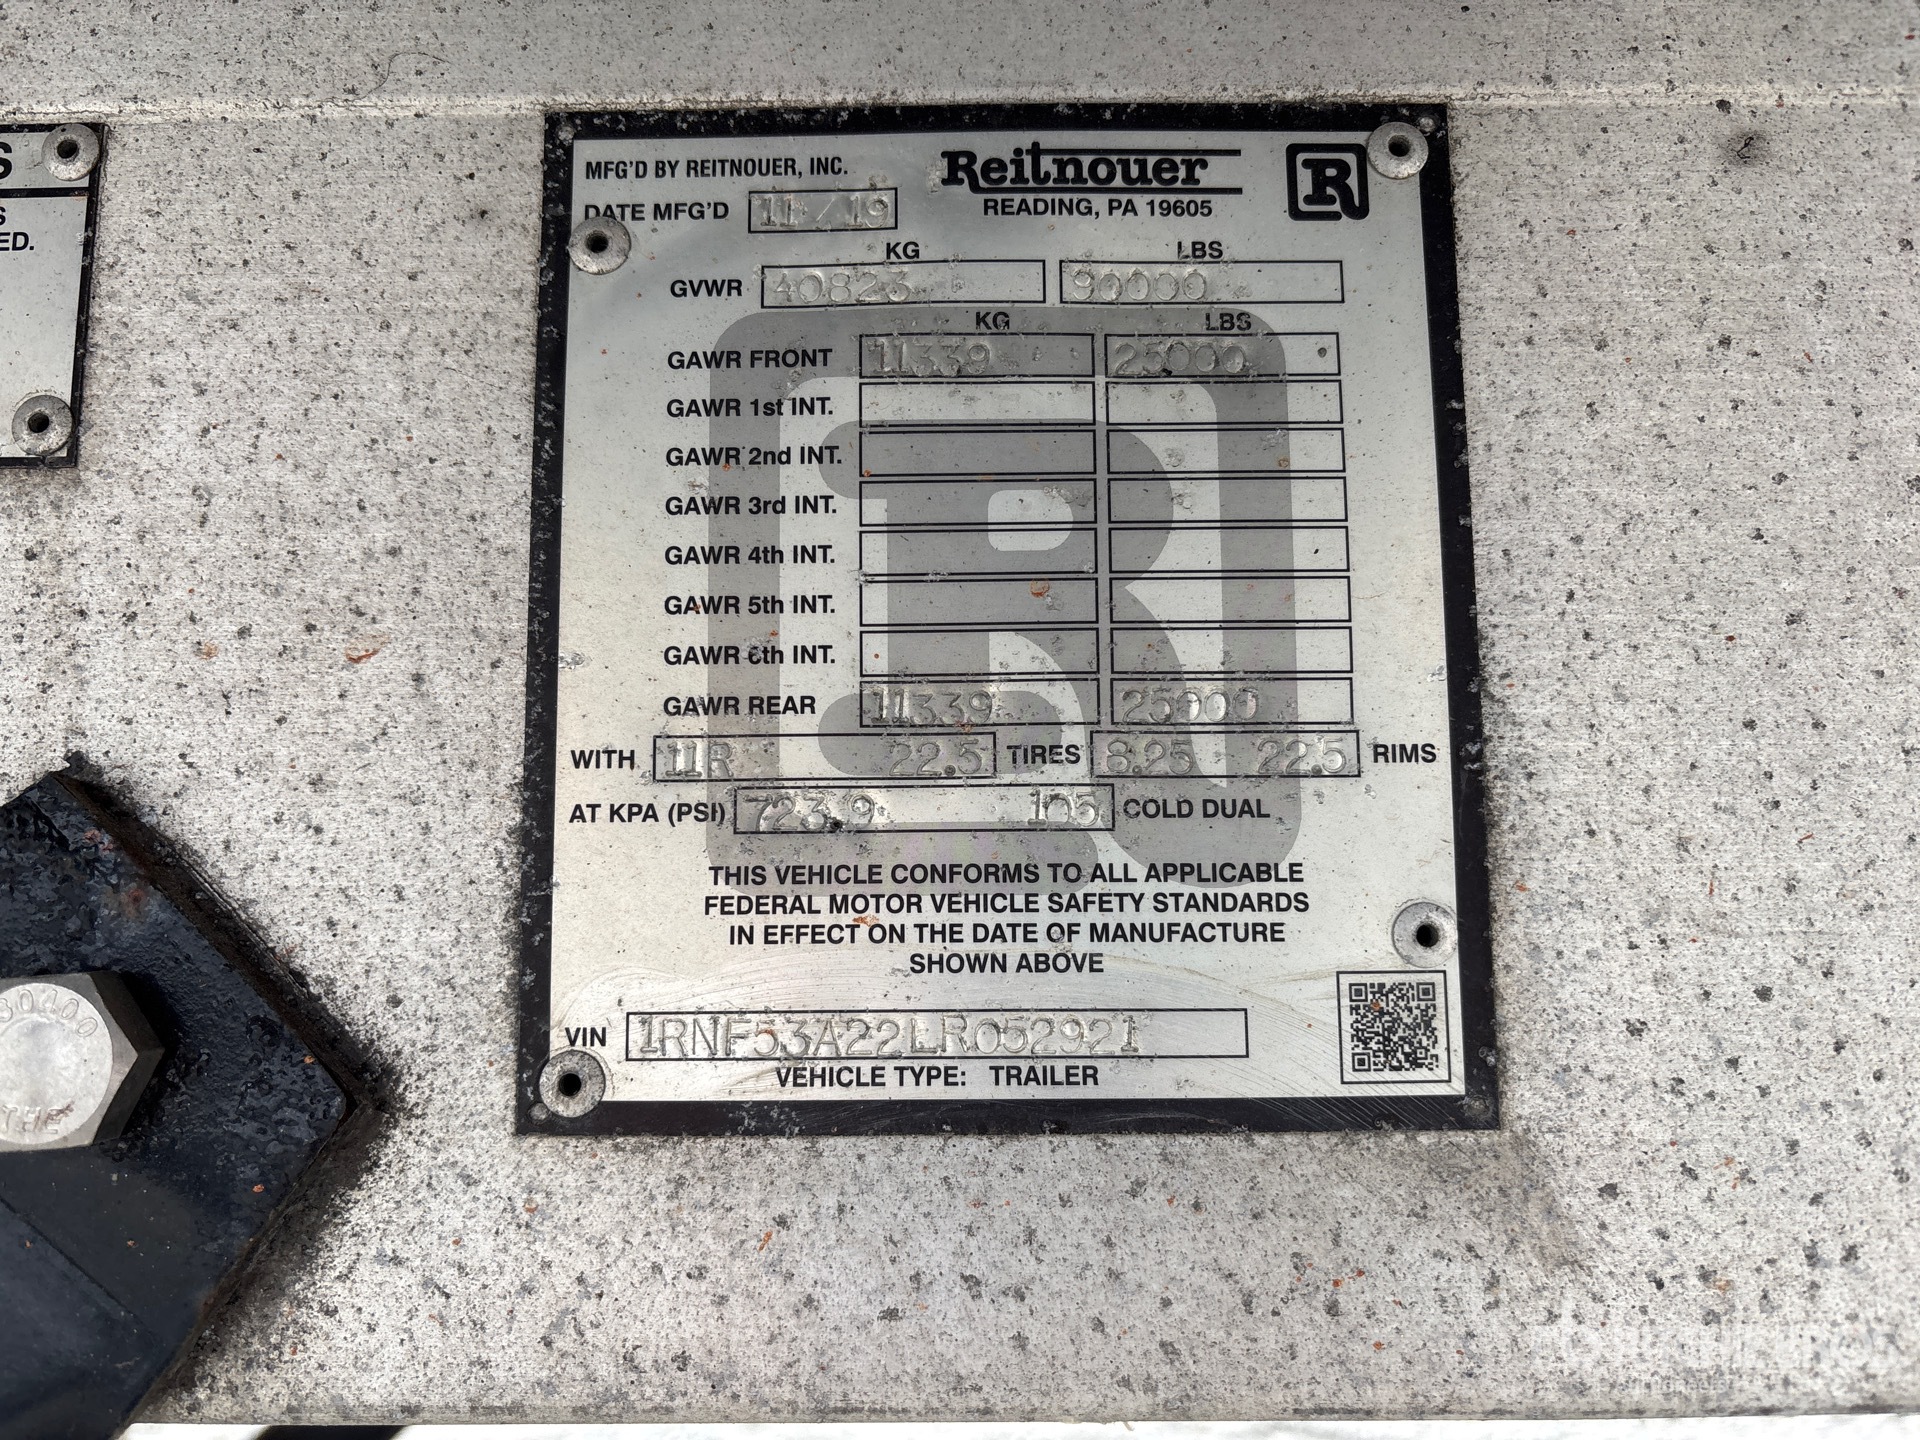 S
S
ED.
MFG'D BY REITNOUER, INC.
Reitnouer
R
DATE MFG'D 11/19
READING, PA 19605
KG LBS
GVWR 40823 90000
KG LBS
GAWR FRONT 11339 25000
GAWR 1st INT.
GAWR 2nd INT.
GAWR 3rd INT.
GAWR 4th INT.
GAWR 5th INT.
GAWR 6th INT.
GAWR REAR 11339 25000
WITH 11R 22.5 TIRES 8.25 22.5 RIMS
AT KPA (PSI) 723.9 105 COLD DUAL
THIS VEHICLE CONFORMS TO ALL APPLICABLE
FEDERAL MOTOR VEHICLE SAFETY STANDARDS
IN EFFECT ON THE DATE OF MANUFACTURE
SHOWN ABOVE
VIN 1RNF53A22LR052921
VEHICLE TYPE: TRAILER
THE